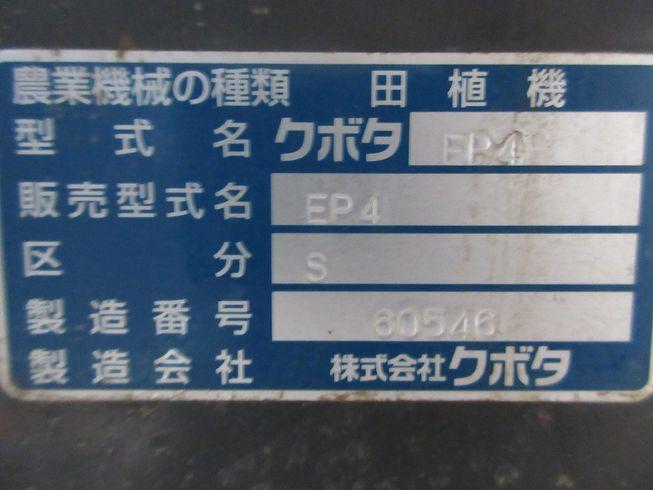 農業機械の種類 田植機
型式名 クボタ EP4
販売型式名 EP4
区分 S
製造番号 60546
製造会社 株式会社クボタ